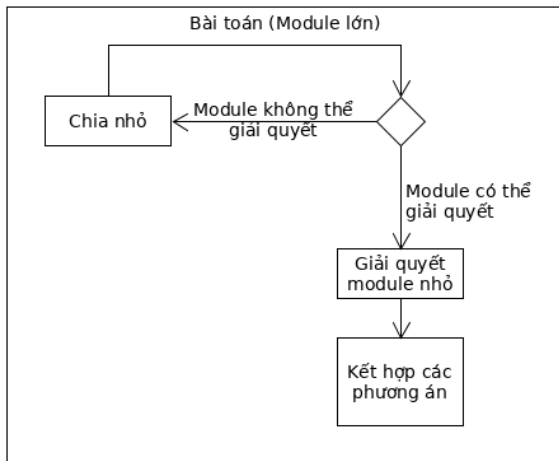 Bài toán (Module lớn)
Chia nhỏ
Module không thể
giải quyết
Module có thể
giải quyết
Giải quyết
module nhỏ
Kết hợp các
phương án